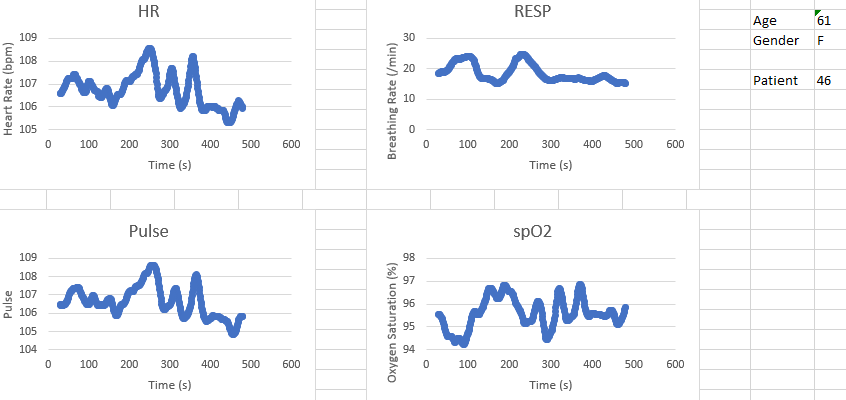 HR
Heart Rate (bpm)
109
108
107
106
105
0 100 200 300 400 500 600
Time (s)
RESP
Breathing Rate (/min)
30
20
10
0
0 100 200 300 400 500 600
Time (s)
Age 61
Gender F
Patient 46
Pulse
Pulse
109
108
107
106
105
104
0 100 200 300 400 500 600
Time (s)
spO2
Oxygen Saturation (%)
98
97
96
95
94
0 100 200 300 400 500 600
Time (s)